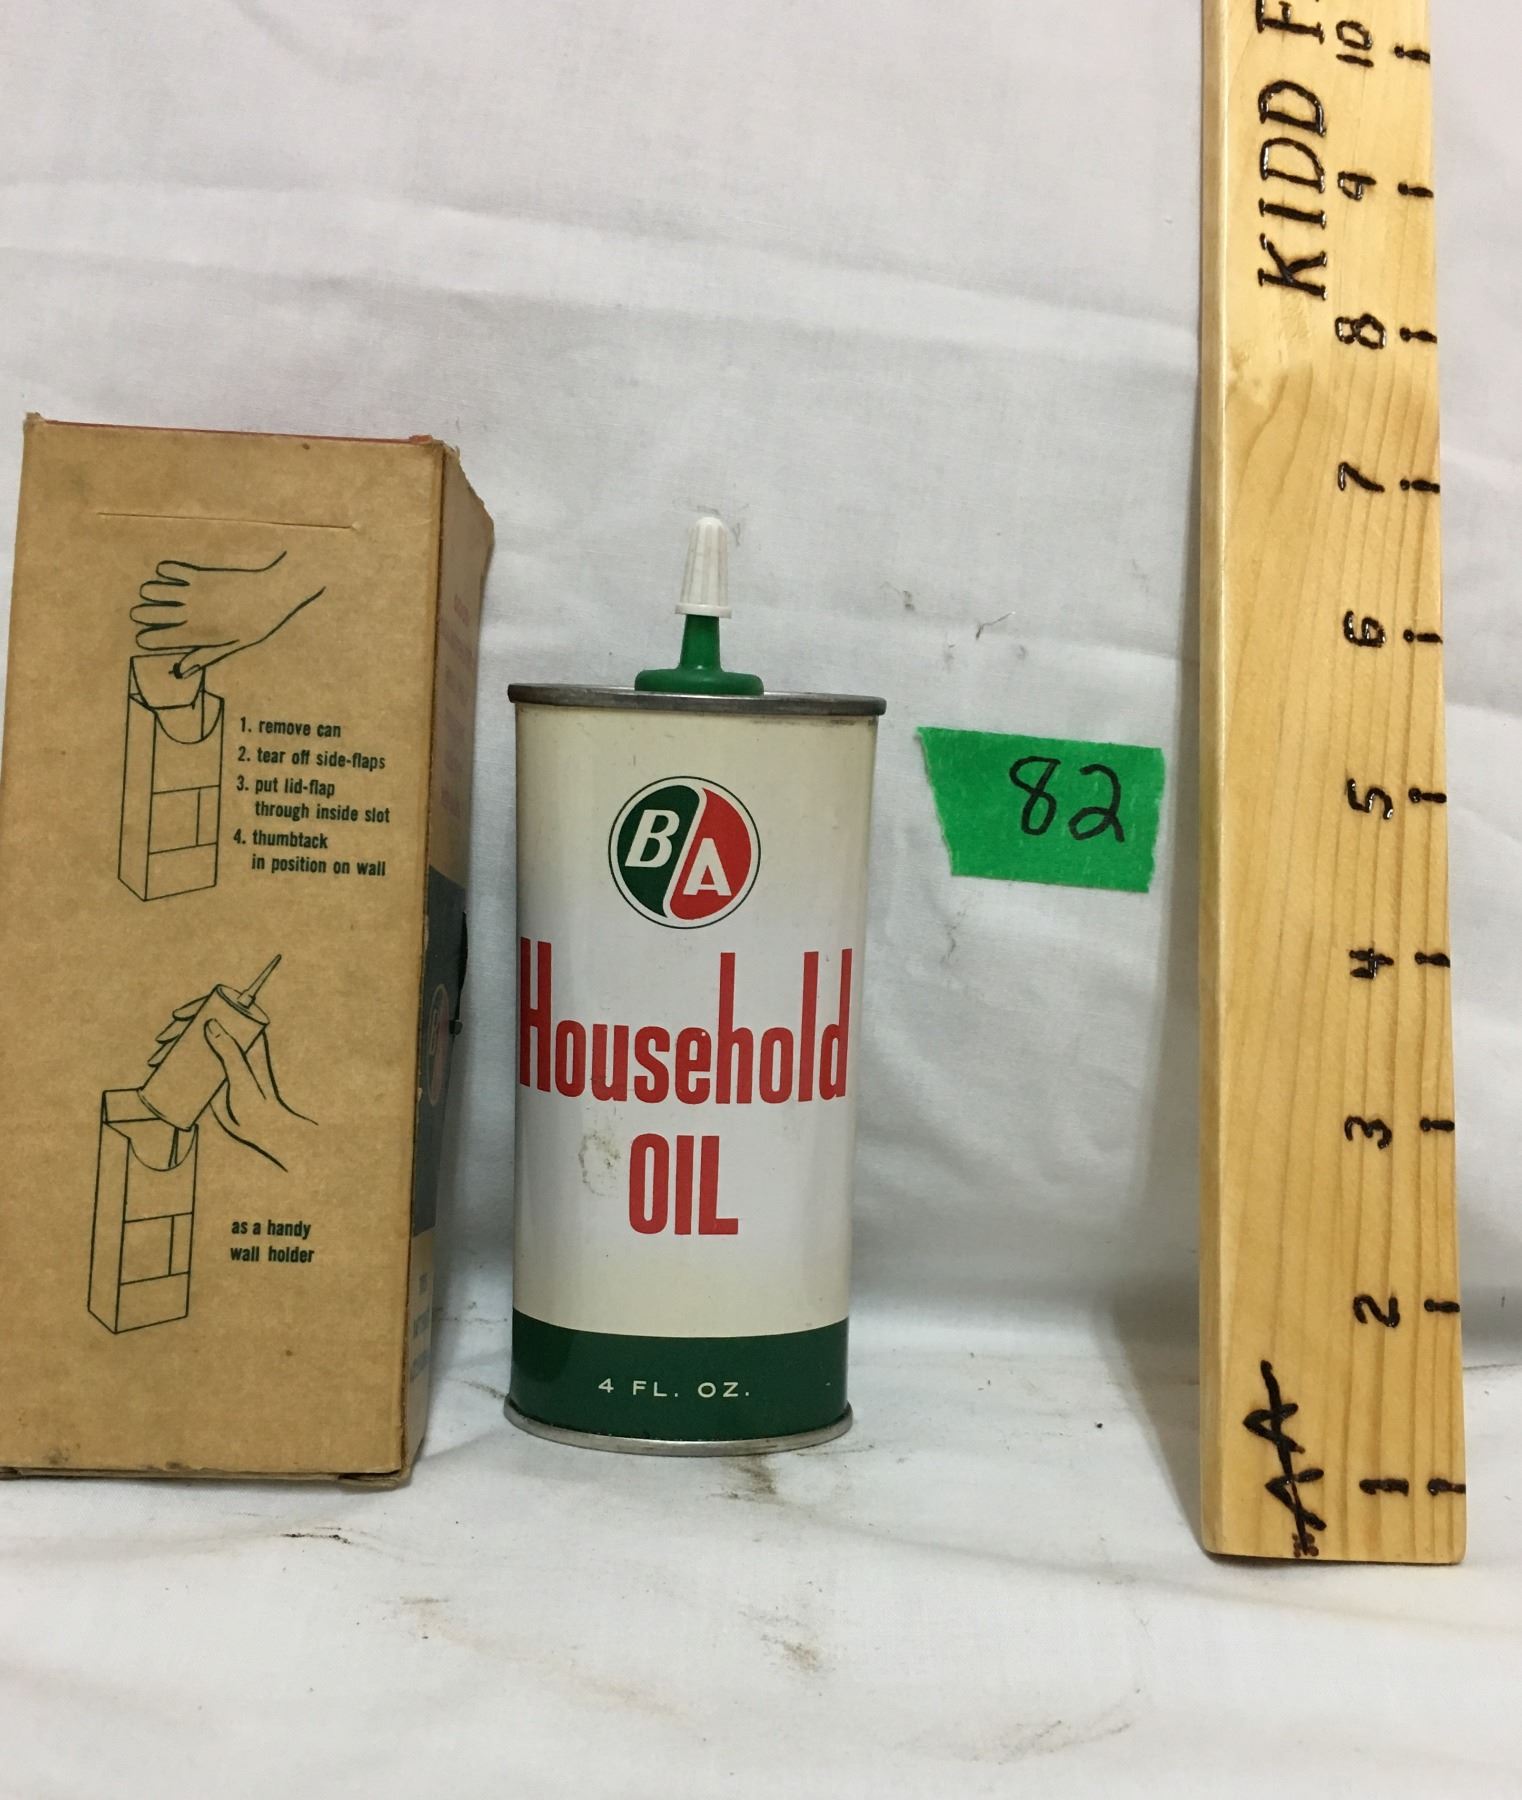 1. remove can
2. tear off side-flaps
3. put lid-flap
through inside slot
4. thumbtack
in position on wall
as a handy
wall holder
BA
Household
OIL
4 FL. OZ.
82
KIDD
10
9
8
7
6
5
4
3
2
1